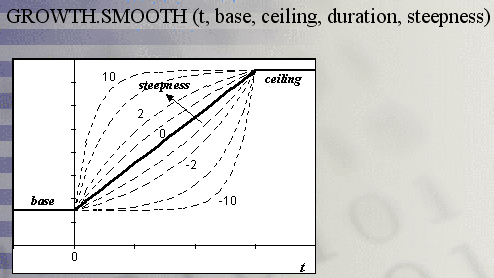 GROWTH.SMOOTH (t, base, ceiling, duration, steepness)
10
steepness
ceiling
2
0
-2
base
-10
0
t